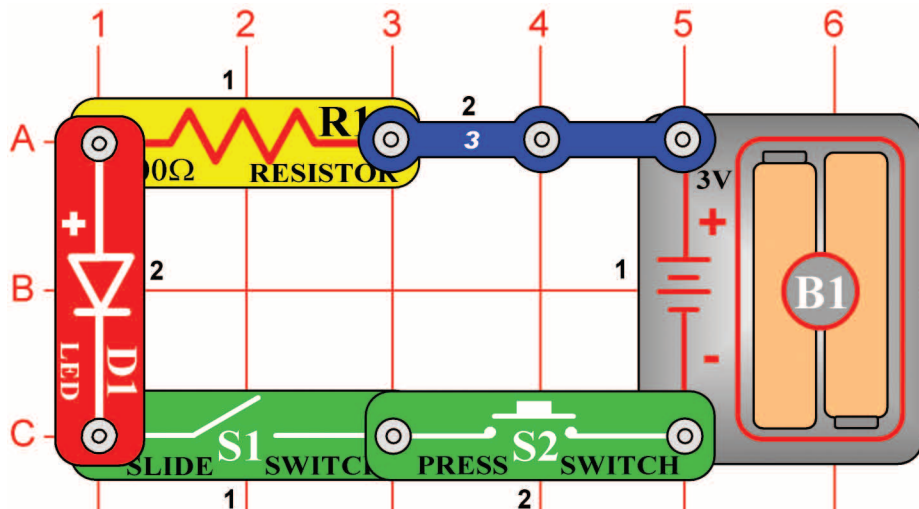 1 2 3 4 5 6
1
2
A
R1
3
00Ω
RESISTOR
3V
+
B
2
1
B1
D1
LED
-
C
S1
S2
SLIDE SWITCH
PRESS SWITCH
1
2